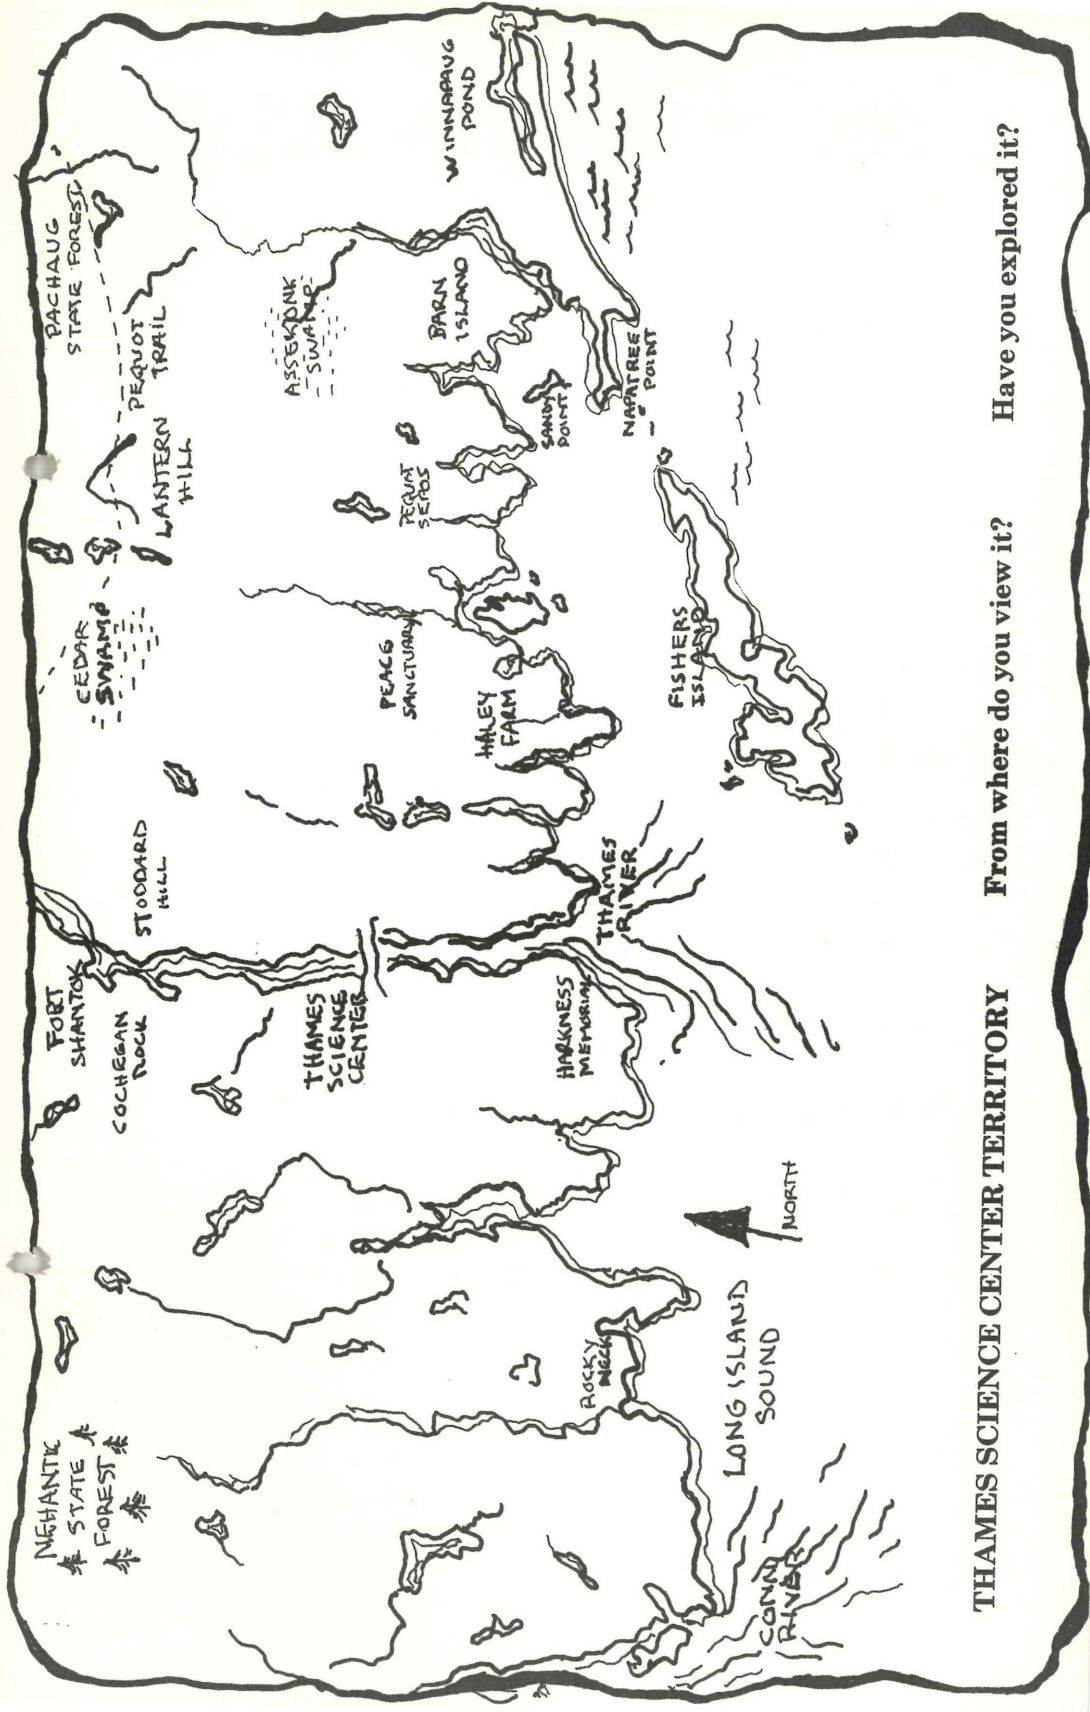 NEHANTIC
STATE
FOREST
FORT
SHANTOK
COCHEGAN
ROCK
STODDARD
HILL
CEDAR
SWAMP
LANTERN
HILL
PEQUOT
TRAIL
PACHAUG
STATE FOREST
THAMES
SCIENCE
CENTER
PEACE
SANCTUARY
PEQUOT
SEPOS
ASSEKONK
SWAMP
BARN
ISLAND
WINNAPAUG
POND
ROCKY
NECK
HARKNESS
MEMORIAL
THAMES
RIVER
HALEY
FARM
SANDY
POINT
NAPATREE
POINT
FISHERS
ISLAND
CONN
RIVER
LONG ISLAND
SOUND
NORTH
THAMES SCIENCE CENTER TERRITORY From where do you view it? Have you explored it?